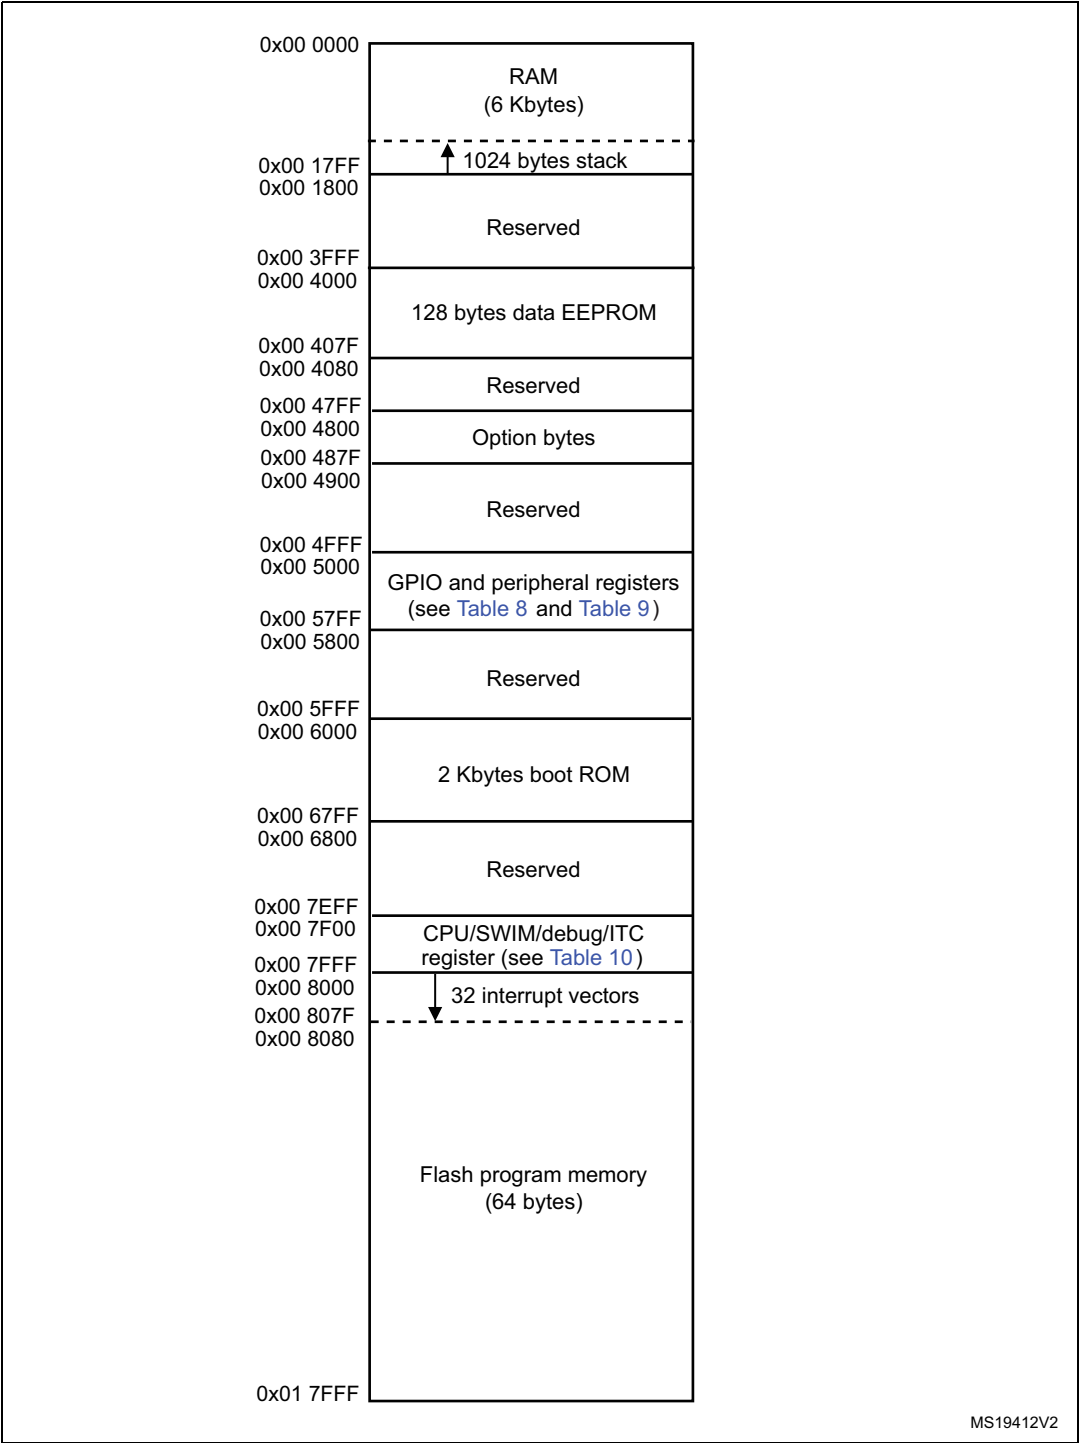 0x00 0000
RAM
(6 Kbytes)
1024 bytes stack
0x00 17FF
0x00 1800
Reserved
0x00 3FFF
0x00 4000
128 bytes data EEPROM
0x00 407F
0x00 4080
Reserved
0x00 47FF
0x00 4800
Option bytes
0x00 487F
0x00 4900
Reserved
0x00 4FFF
0x00 5000
GPIO and peripheral registers
(see Table 8 and Table 9)
0x00 57FF
0x00 5800
Reserved
0x00 5FFF
0x00 6000
2 Kbytes boot ROM
0x00 67FF
0x00 6800
Reserved
0x00 7EFF
0x00 7F00
CPU/SWIM/debug/ITC
register (see Table 10)
0x00 7FFF
0x00 8000
32 interrupt vectors
0x00 807F
0x00 8080
Flash program memory
(64 bytes)
0x01 7FFF
MS19412V2